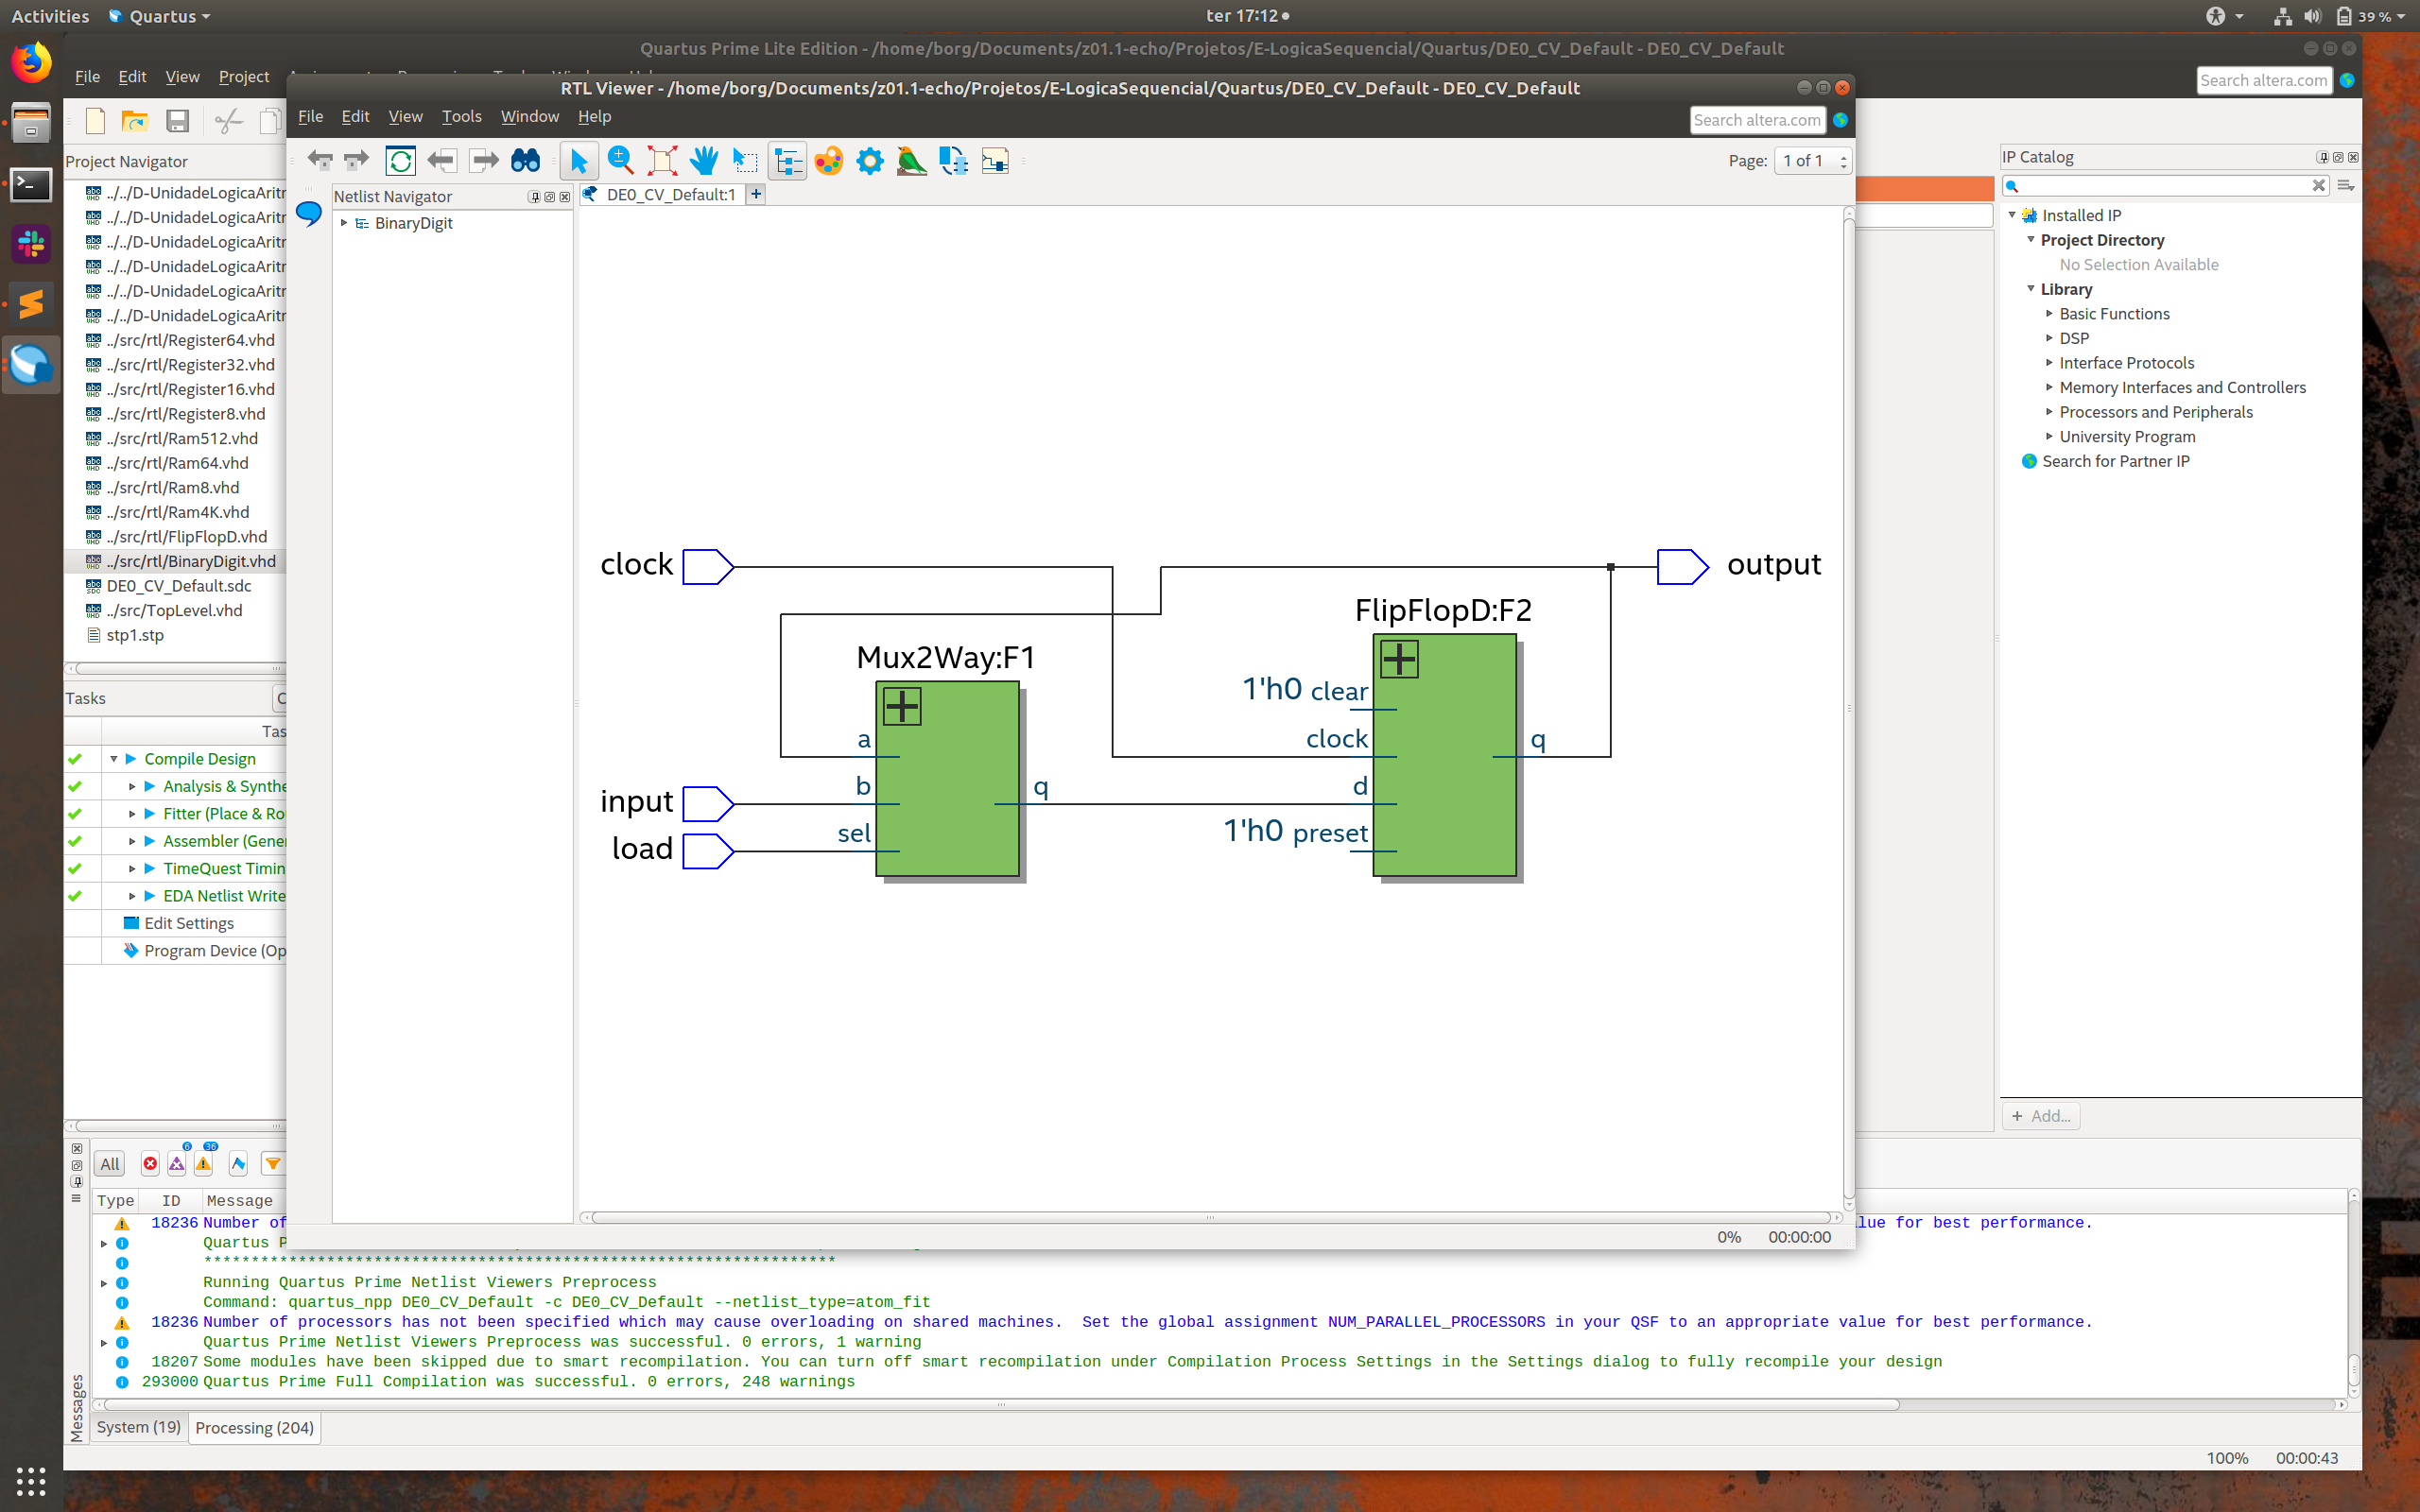 Activities
Quartus
ter 17:12
39 %
Quartus Prime Lite Edition - /home/borg/Documents/z01.1-echo/Projetos/E-LogicaSequencial/Quartus/DE0_CV_Default - DE0_CV_Default
File Edit View Project
Search altera.com
RTL Viewer - /home/borg/Documents/z01.1-echo/Projetos/E-LogicaSequencial/Quartus/DE0_CV_Default - DE0_CV_Default
File Edit View Tools Window Help
Search altera.com
Page: 1 of 1
Project Navigator
../../D-UnidadeLogicaAritr
../../D-UnidadeLogicaAritr
../../D-UnidadeLogicaAritr
../../D-UnidadeLogicaAritr
../../D-UnidadeLogicaAritr
../../D-UnidadeLogicaAritr
../src/rtl/Register64.vhd
../src/rtl/Register32.vhd
../src/rtl/Register16.vhd
../src/rtl/Register8.vhd
../src/rtl/Ram512.vhd
../src/rtl/Ram64.vhd
../src/rtl/Ram8.vhd
../src/rtl/Ram4K.vhd
../src/rtl/FlipFlopD.vhd
../src/rtl/BinaryDigit.vhd
DE0_CV_Default.sdc
../src/TopLevel.vhd
stp1.stp
Netlist Navigator
BinaryDigit
DE0_CV_Default:1
clock
output
FlipFlopD:F2
Mux2Way:F1
1'h0 clear
a
clock
q
input
b
q
d
load
sel
1'h0 preset
0%
00:00:00
IP Catalog
Installed IP
Project Directory
No Selection Available
Library
Basic Functions
DSP
Interface Protocols
Memory Interfaces and Controllers
Processors and Peripherals
University Program
Search for Partner IP
+ Add...
Tasks
C
Tas
Compile Design
Analysis & Synthe
Fitter (Place & Ro
Assembler (Gener
TimeQuest Timin
EDA Netlist Write
Edit Settings
Program Device (Op
All
6
36
Type ID Message
18236 Number of
lue for best performance.
Quartus P
*******************************************************************
Running Quartus Prime Netlist Viewers Preprocess
Command: quartus_npp DE0_CV_Default -c DE0_CV_Default --netlist_type=atom_fit
18236 Number of processors has not been specified which may cause overloading on shared machines.  Set the global assignment NUM_PARALLEL_PROCESSORS in your QSF to an appropriate value for best performance.
Quartus Prime Netlist Viewers Preprocess was successful. 0 errors, 1 warning
18207 Some modules have been skipped due to smart recompilation. You can turn off smart recompilation under Compilation Process Settings in the Settings dialog to fully recompile your design
293000 Quartus Prime Full Compilation was successful. 0 errors, 248 warnings
Messages
System (19)
Processing (204)
100%
00:00:43